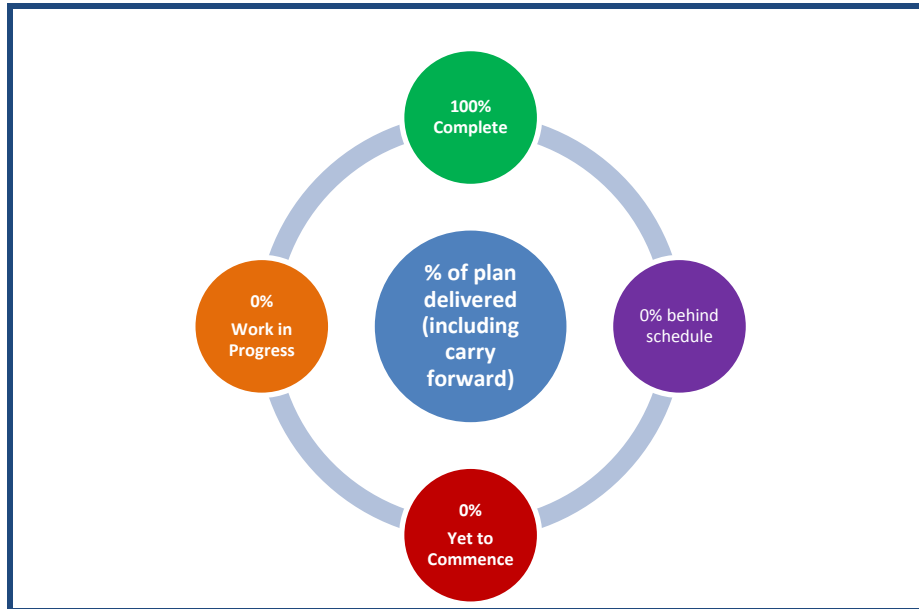 100%
Complete
% of plan
delivered
(including
carry
forward)
0%
Work in
Progress
0% behind
schedule
0%
Yet to
Commence